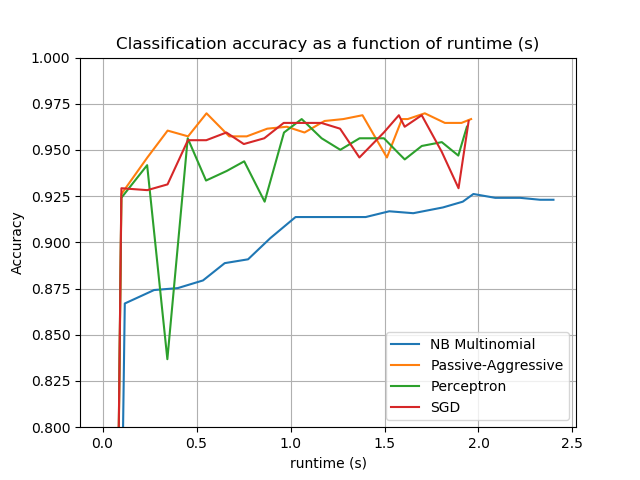 Classification accuracy as a function of runtime (s)
1.000
0.975
0.950
0.925
0.900
0.875
0.850
0.825
0.800
Accuracy
NB Multinomial
Passive-Aggressive
Perceptron
SGD
0.0 0.5 1.0 1.5 2.0 2.5
runtime (s)